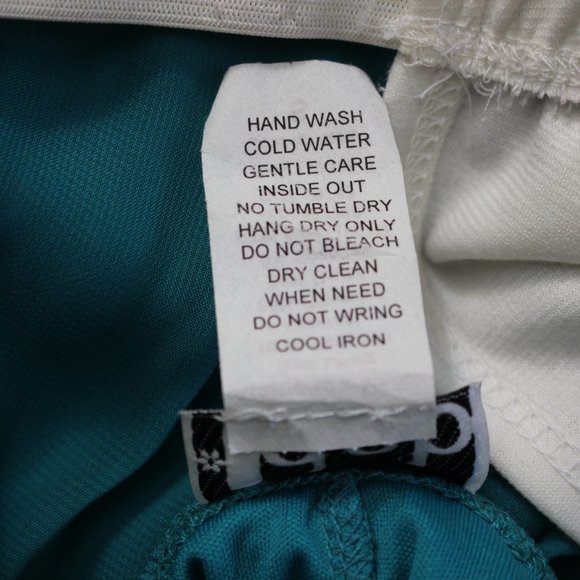 HAND WASH
COLD WATER
GENTLE CARE
INSIDE OUT
NO TUMBLE DRY
HANG DRY ONLY
DO NOT BLEACH
DRY CLEAN
WHEN NEED
DO NOT WRING
COOL IRON